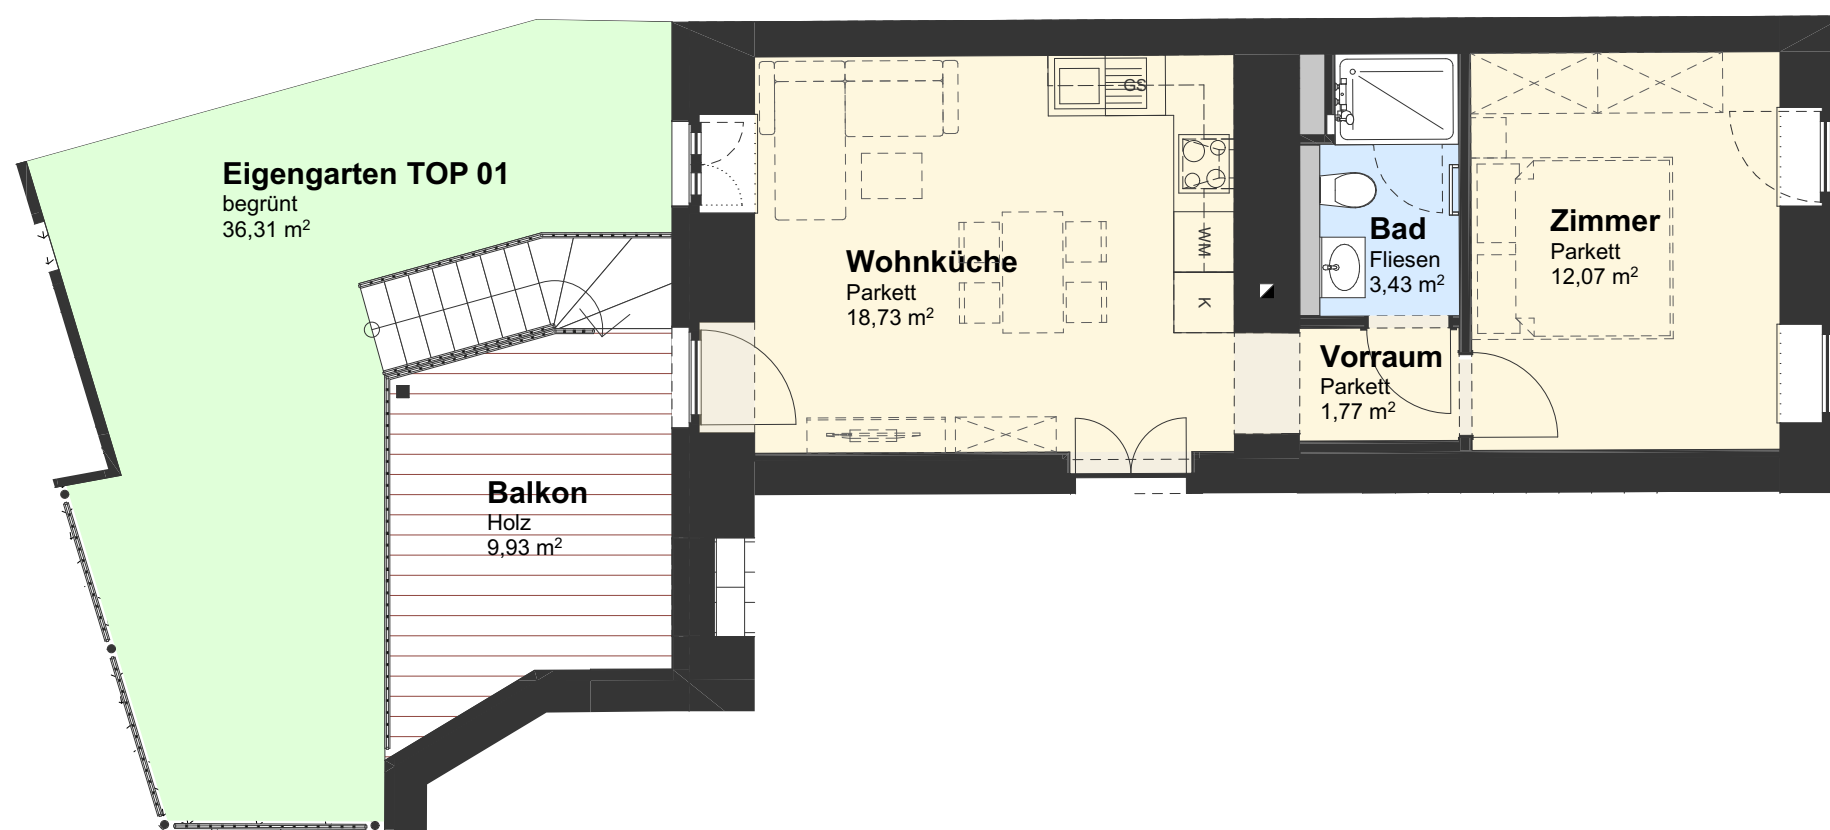 Eigengarten TOP 01
begrünt
36,31 m²
GS
Wohnküche
Parkett
18,73 m²
WM
K
Bad
Fliesen
3,43 m²
Zimmer
Parkett
12,07 m²
Vorraum
Parkett
1,77 m²
Balkon
Holz
9,93 m²